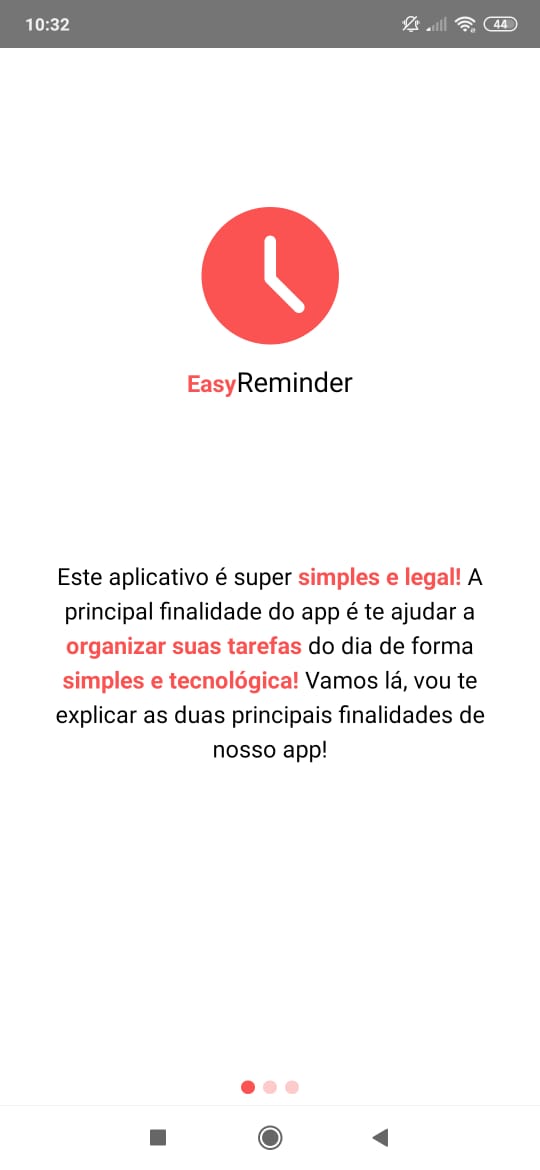 10:32
44
EasyReminder
Este aplicativo é super simples e legal! A
principal finalidade do app é te ajudar a
organizar suas tarefas do dia de forma
simples e tecnológica! Vamos lá, vou te
explicar as duas principais finalidades de
nosso app!